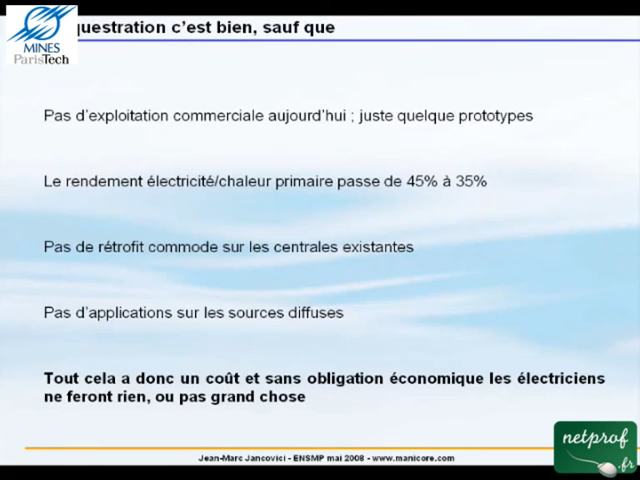 MINES
ParisTech
questration c'est bien, sauf que
Pas d'exploitation commerciale aujourd'hui ; juste quelque prototypes
Le rendement électricité/chaleur primaire passe de 45% à 35%
Pas de rétrofit commode sur les centrales existantes
Pas d'applications sur les sources diffuses
Tout cela a donc un coût et sans obligation économique les électriciens
ne feront rien, ou pas grand chose
Jean-Marc Jancovici - ENSMP mai 2008 - www.manicore.com
netprof
.fr